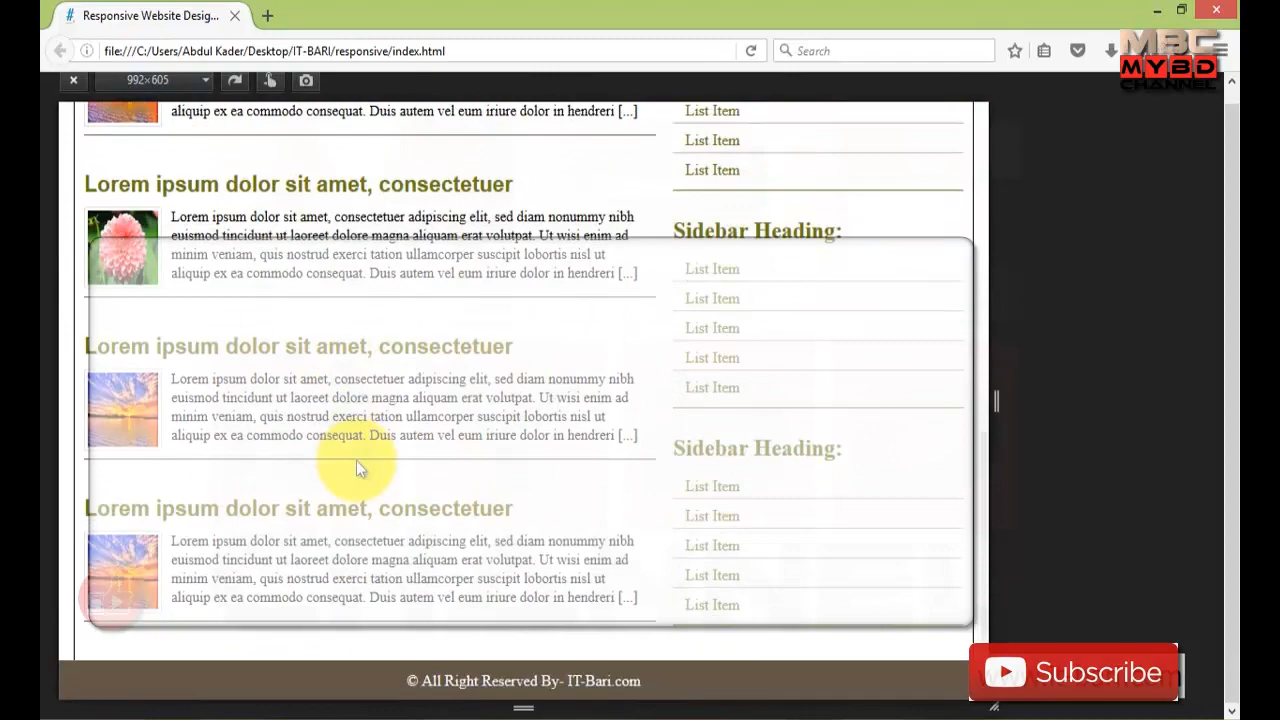 Responsive Website Desig...
file:///C:/Users/Abdul Kader/Desktop/IT-BARI/responsive/index.html
Search
MBC
MYBD
CHANNEL
992×605
aliquip ex ea commodo consequat. Duis autem vel eum iriure dolor in hendreri [...]
List Item
List Item
List Item
Lorem ipsum dolor sit amet, consectetuer
Lorem ipsum dolor sit amet, consectetuer adipiscing elit, sed diam nonummy nibh
euismod tincidunt ut laoreet dolore magna aliquam erat volutpat. Ut wisi enim ad
minim veniam, quis nostrud exerci tation ullamcorper suscipit lobortis nisl ut
aliquip ex ea commodo consequat. Duis autem vel eum iriure dolor in hendreri [...]
Sidebar Heading:
List Item
List Item
List Item
List Item
List Item
Lorem ipsum dolor sit amet, consectetuer
Lorem ipsum dolor sit amet, consectetuer adipiscing elit, sed diam nonummy nibh
euismod tincidunt ut laoreet dolore magna aliquam erat volutpat. Ut wisi enim ad
minim veniam, quis nostrud exerci tation ullamcorper suscipit lobortis nisl ut
aliquip ex ea commodo consequat. Duis autem vel eum iriure dolor in hendreri [...]
Sidebar Heading:
List Item
List Item
List Item
List Item
List Item
Lorem ipsum dolor sit amet, consectetuer
Lorem ipsum dolor sit amet, consectetuer adipiscing elit, sed diam nonummy nibh
euismod tincidunt ut laoreet dolore magna aliquam erat volutpat. Ut wisi enim ad
minim veniam, quis nostrud exerci tation ullamcorper suscipit lobortis nisl ut
aliquip ex ea commodo consequat. Duis autem vel eum iriure dolor in hendreri [...]
© All Right Reserved By- IT-Bari.com
Subscribe